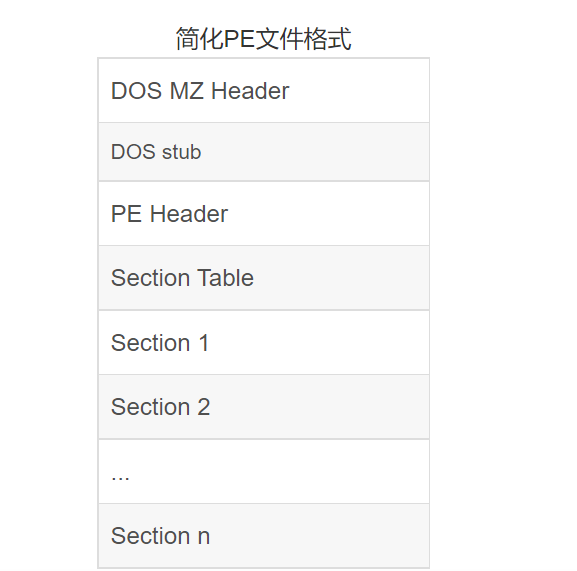 简化PE文件格式
DOS MZ Header
DOS stub
PE Header
Section Table
Section 1
Section 2
...
Section n